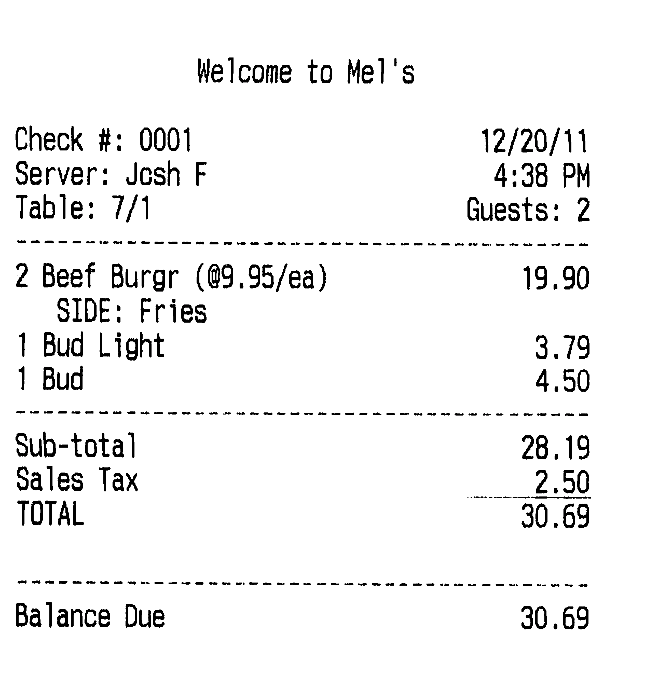 Welcome to Mel's
Check #: 0001 12/20/11
Server: Josh F 4:38 PM
Table: 7/1 Guests: 2
2 Beef Burgr (@9.95/ea) 19.90
SIDE: Fries
1 Bud Light 3.79
1 Bud 4.50
Sub-total 28.19
Sales Tax 2.50
TOTAL 30.69
Balance Due 30.69